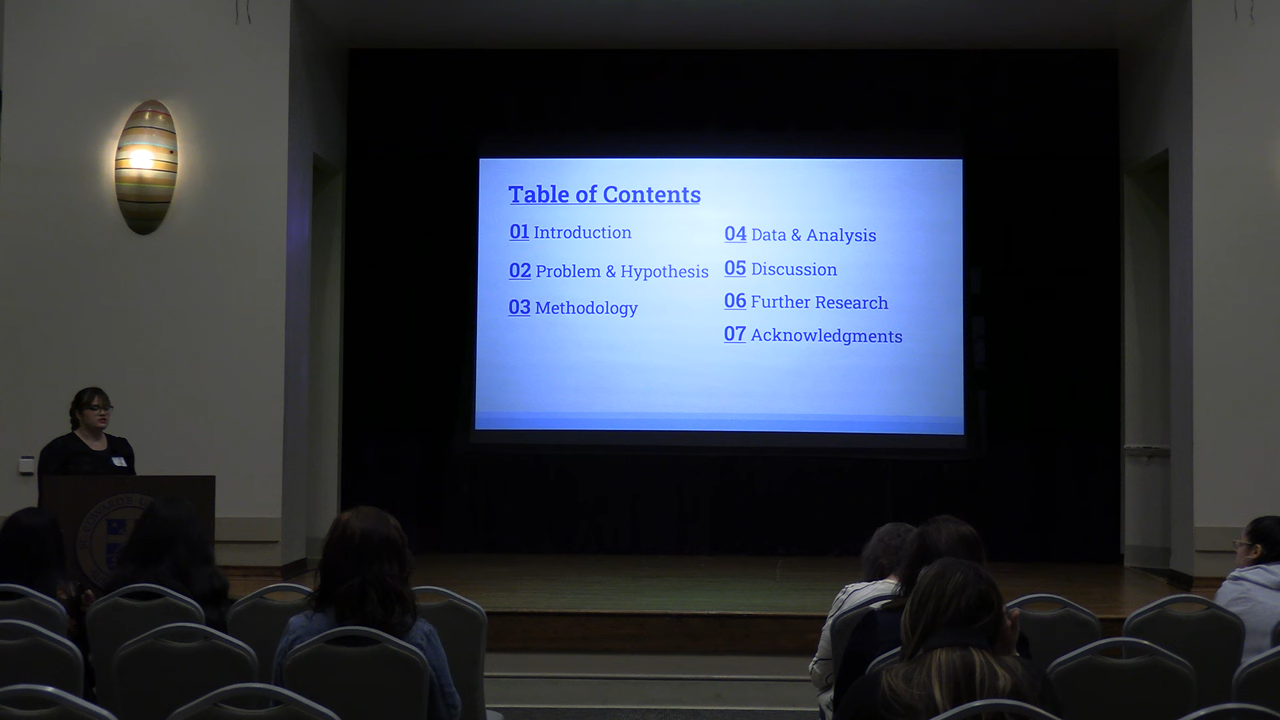 Table of Contents
01 Introduction
02 Problem & Hypothesis
03 Methodology
04 Data & Analysis
05 Discussion
06 Further Research
07 Acknowledgments